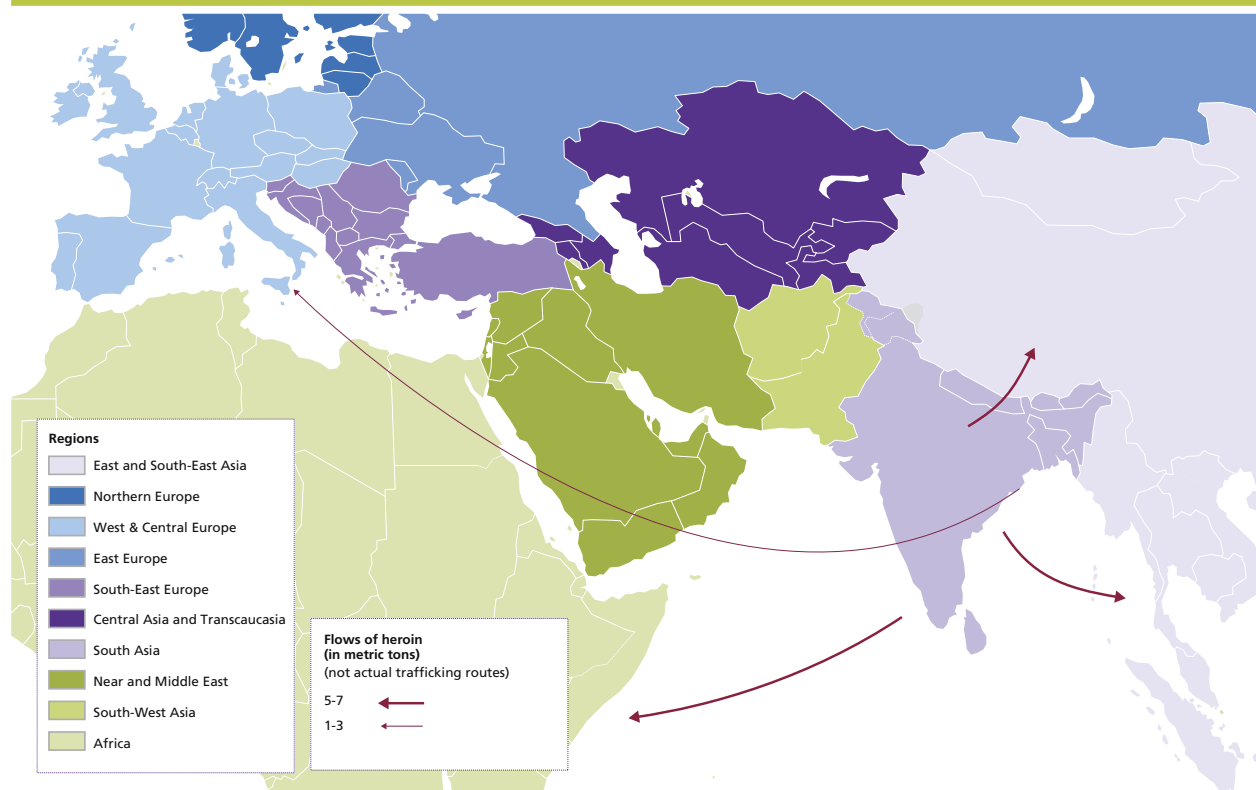 Regions
East and South-East Asia
Northern Europe
West & Central Europe
East Europe
South-East Europe
Central Asia and Transcaucasia
South Asia
Near and Middle East
South-West Asia
Africa
Flows of heroin
(in metric tons)
(not actual trafficking routes)
5-7
1-3